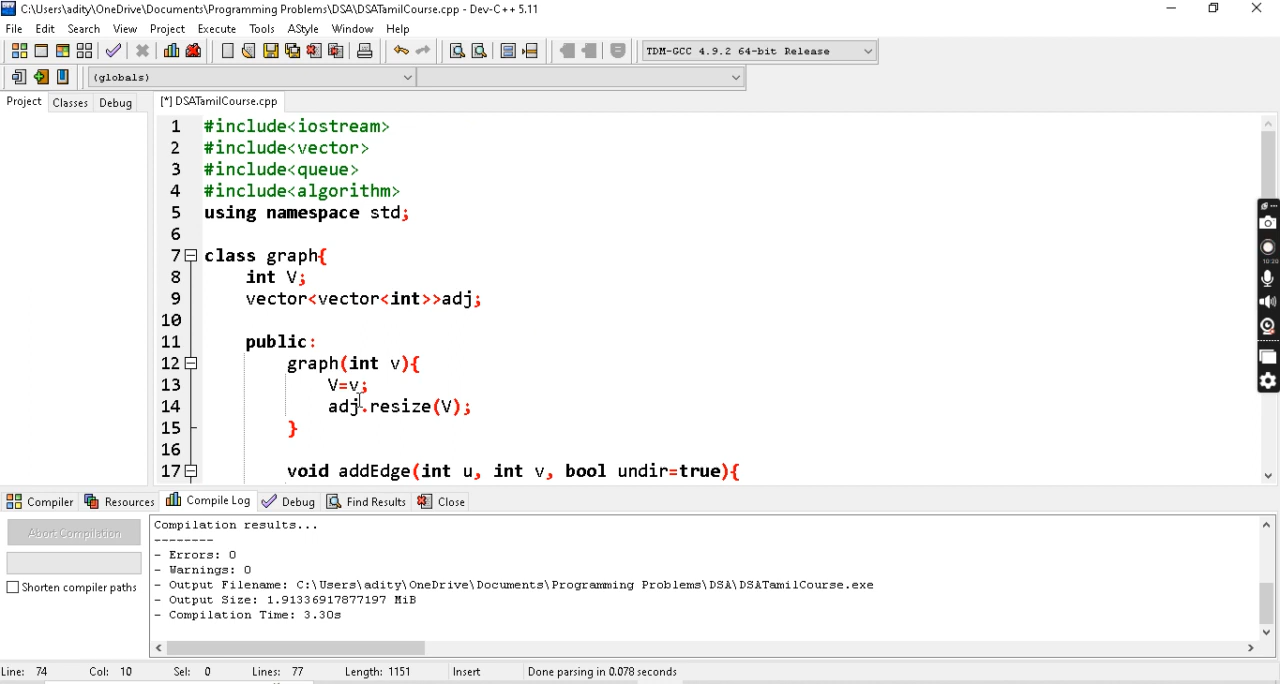 C:\Users\adity\OneDrive\Documents\Programming Problems\DSA\DSATamilCourse.cpp - Dev-C++ 5.11
File Edit Search View Project Execute Tools AStyle Window Help
TDM-GCC 4.9.2 64-bit Release
(globals)
Project Classes Debug [*] DSATamilCourse.cpp
1 #include<iostream>
2 #include<vector>
3 #include<queue>
4 #include<algorithm>
5 using namespace std;
6
7 class graph{
8 int V;
9 vector<vector<int>>adj;
10
11 public:
12 graph(int v){
13 V=v;
14 adj.resize(V);
15 }
16
17 void addEdge(int u, int v, bool undir=true){
Compiler Resources Compile Log Debug Find Results Close
Abort Compilation
Shorten compiler paths
Compilation results...
--------
- Errors: 0
- Warnings: 0
- Output Filename: C:\Users\adity\OneDrive\Documents\Programming Problems\DSA\DSATamilCourse.exe
- Output Size: 1.91336917877197 MiB
- Compilation Time: 3.30s
Line: 74 Col: 10 Sel: 0 Lines: 77 Length: 1151 Insert Done parsing in 0.078 seconds